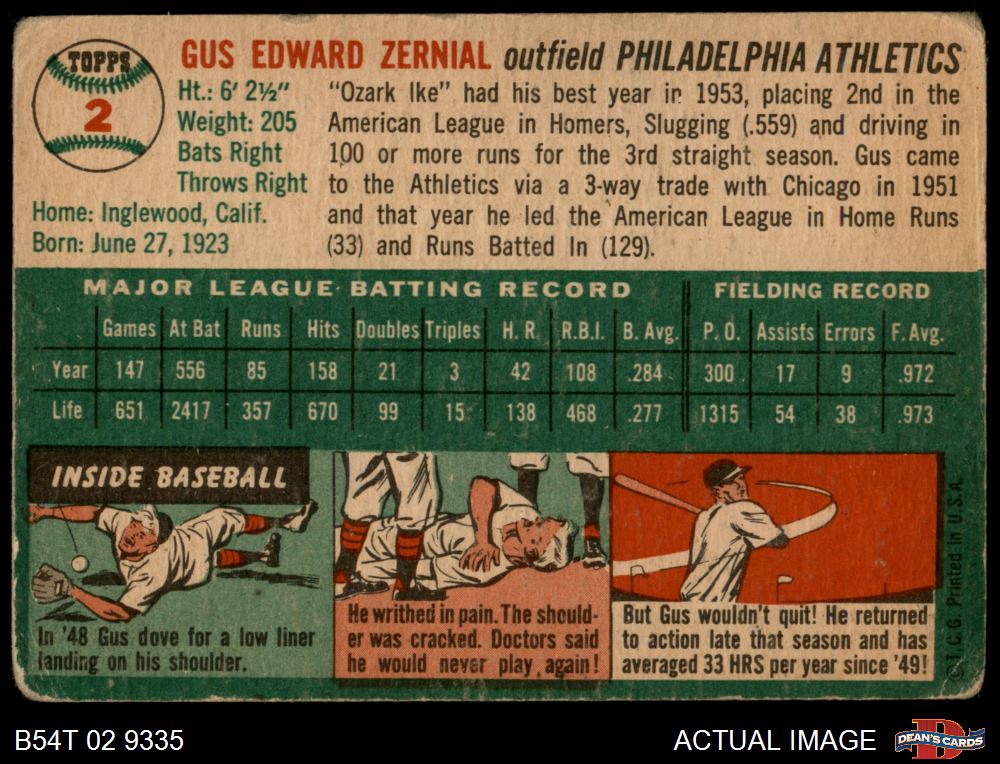 TOPPS
2
GUS EDWARD ZERNIAL outfield PHILADELPHIA ATHLETICS
Ht.: 6' 2½"
Weight: 205
Bats Right
Throws Right
Home: Inglewood, Calif.
Born: June 27, 1923
"Ozark Ike" had his best year in 1953, placing 2nd in the
American League in Homers, Slugging (.559) and driving in
100 or more runs for the 3rd straight season. Gus came
to the Athletics via a 3-way trade with Chicago in 1951
and that year he led the American League in Home Runs
(33) and Runs Batted In (129).
MAJOR LEAGUE BATTING RECORD FIELDING RECORD
Games At Bat Runs Hits Doubles Triples H. R. R.B.I. B. Avg. P. O. Assists Errors F. Avg.
Year 147 556 85 158 21 3 42 108 .284 300 17 9 .972
Life 651 2417 357 670 99 15 138 468 .277 1315 54 38 .973
INSIDE BASEBALL
In '48 Gus dove for a low liner
landing on his shoulder.
He writhed in pain. The should-
er was cracked. Doctors said
he would never play again!
But Gus wouldn't quit! He returned
to action late that season and has
averaged 33 HRS per year since '49!
© T.C.G. Printed in U.S.A.
B54T 02 9335
ACTUAL IMAGE
DEAN'S CARDS